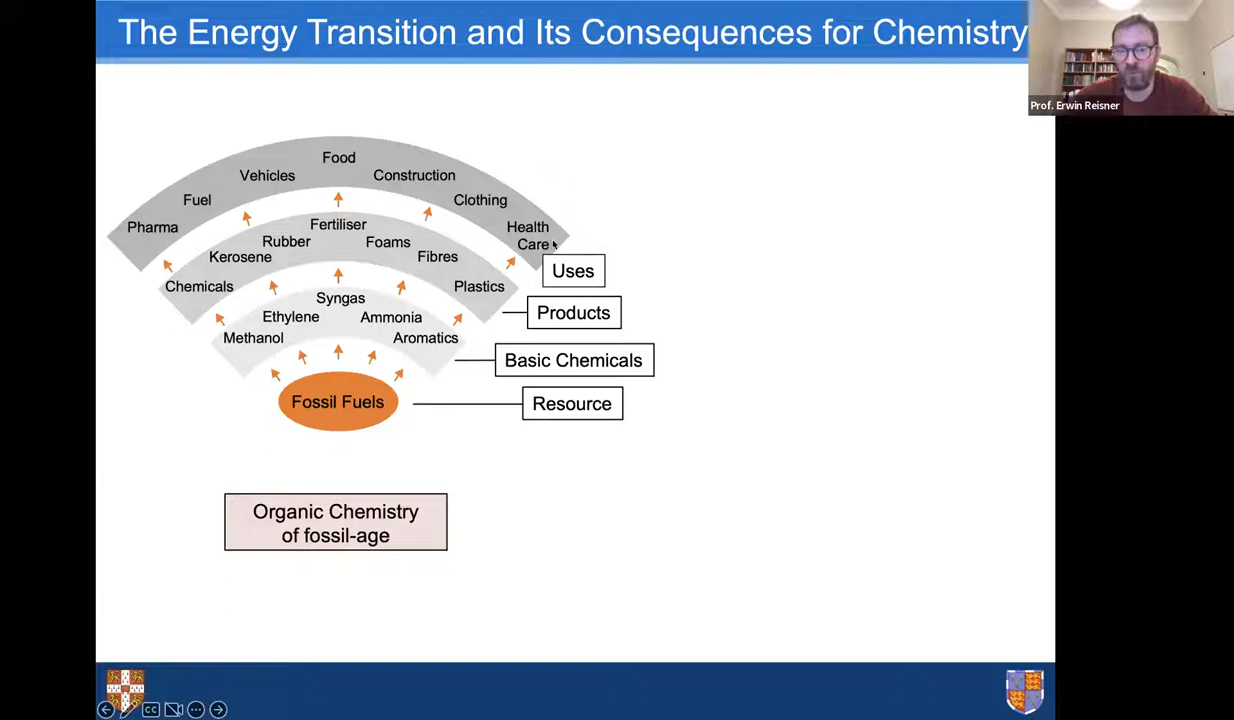 The Energy Transition and Its Consequences for Chemistry
Prof. Erwin Reisner
Food
Vehicles
Construction
Fuel
Clothing
Pharma
Health
Care
Fertiliser
Rubber
Foams
Kerosene
Fibres
Chemicals
Plastics
Syngas
Ethylene
Ammonia
Methanol
Aromatics
Fossil Fuels
Uses
Products
Basic Chemicals
Resource
Organic Chemistry
of fossil-age
CC